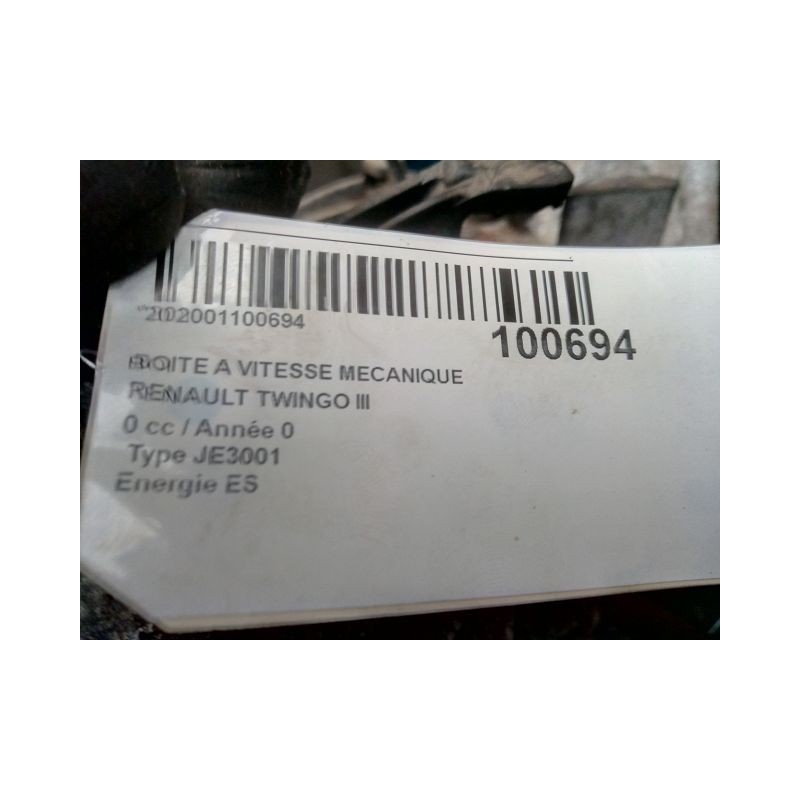 202001100694
100694
BOITE A VITESSE MECANIQUE
RENAULT TWINGO III
0 cc / Année 0
Type JE3001
Energie ES